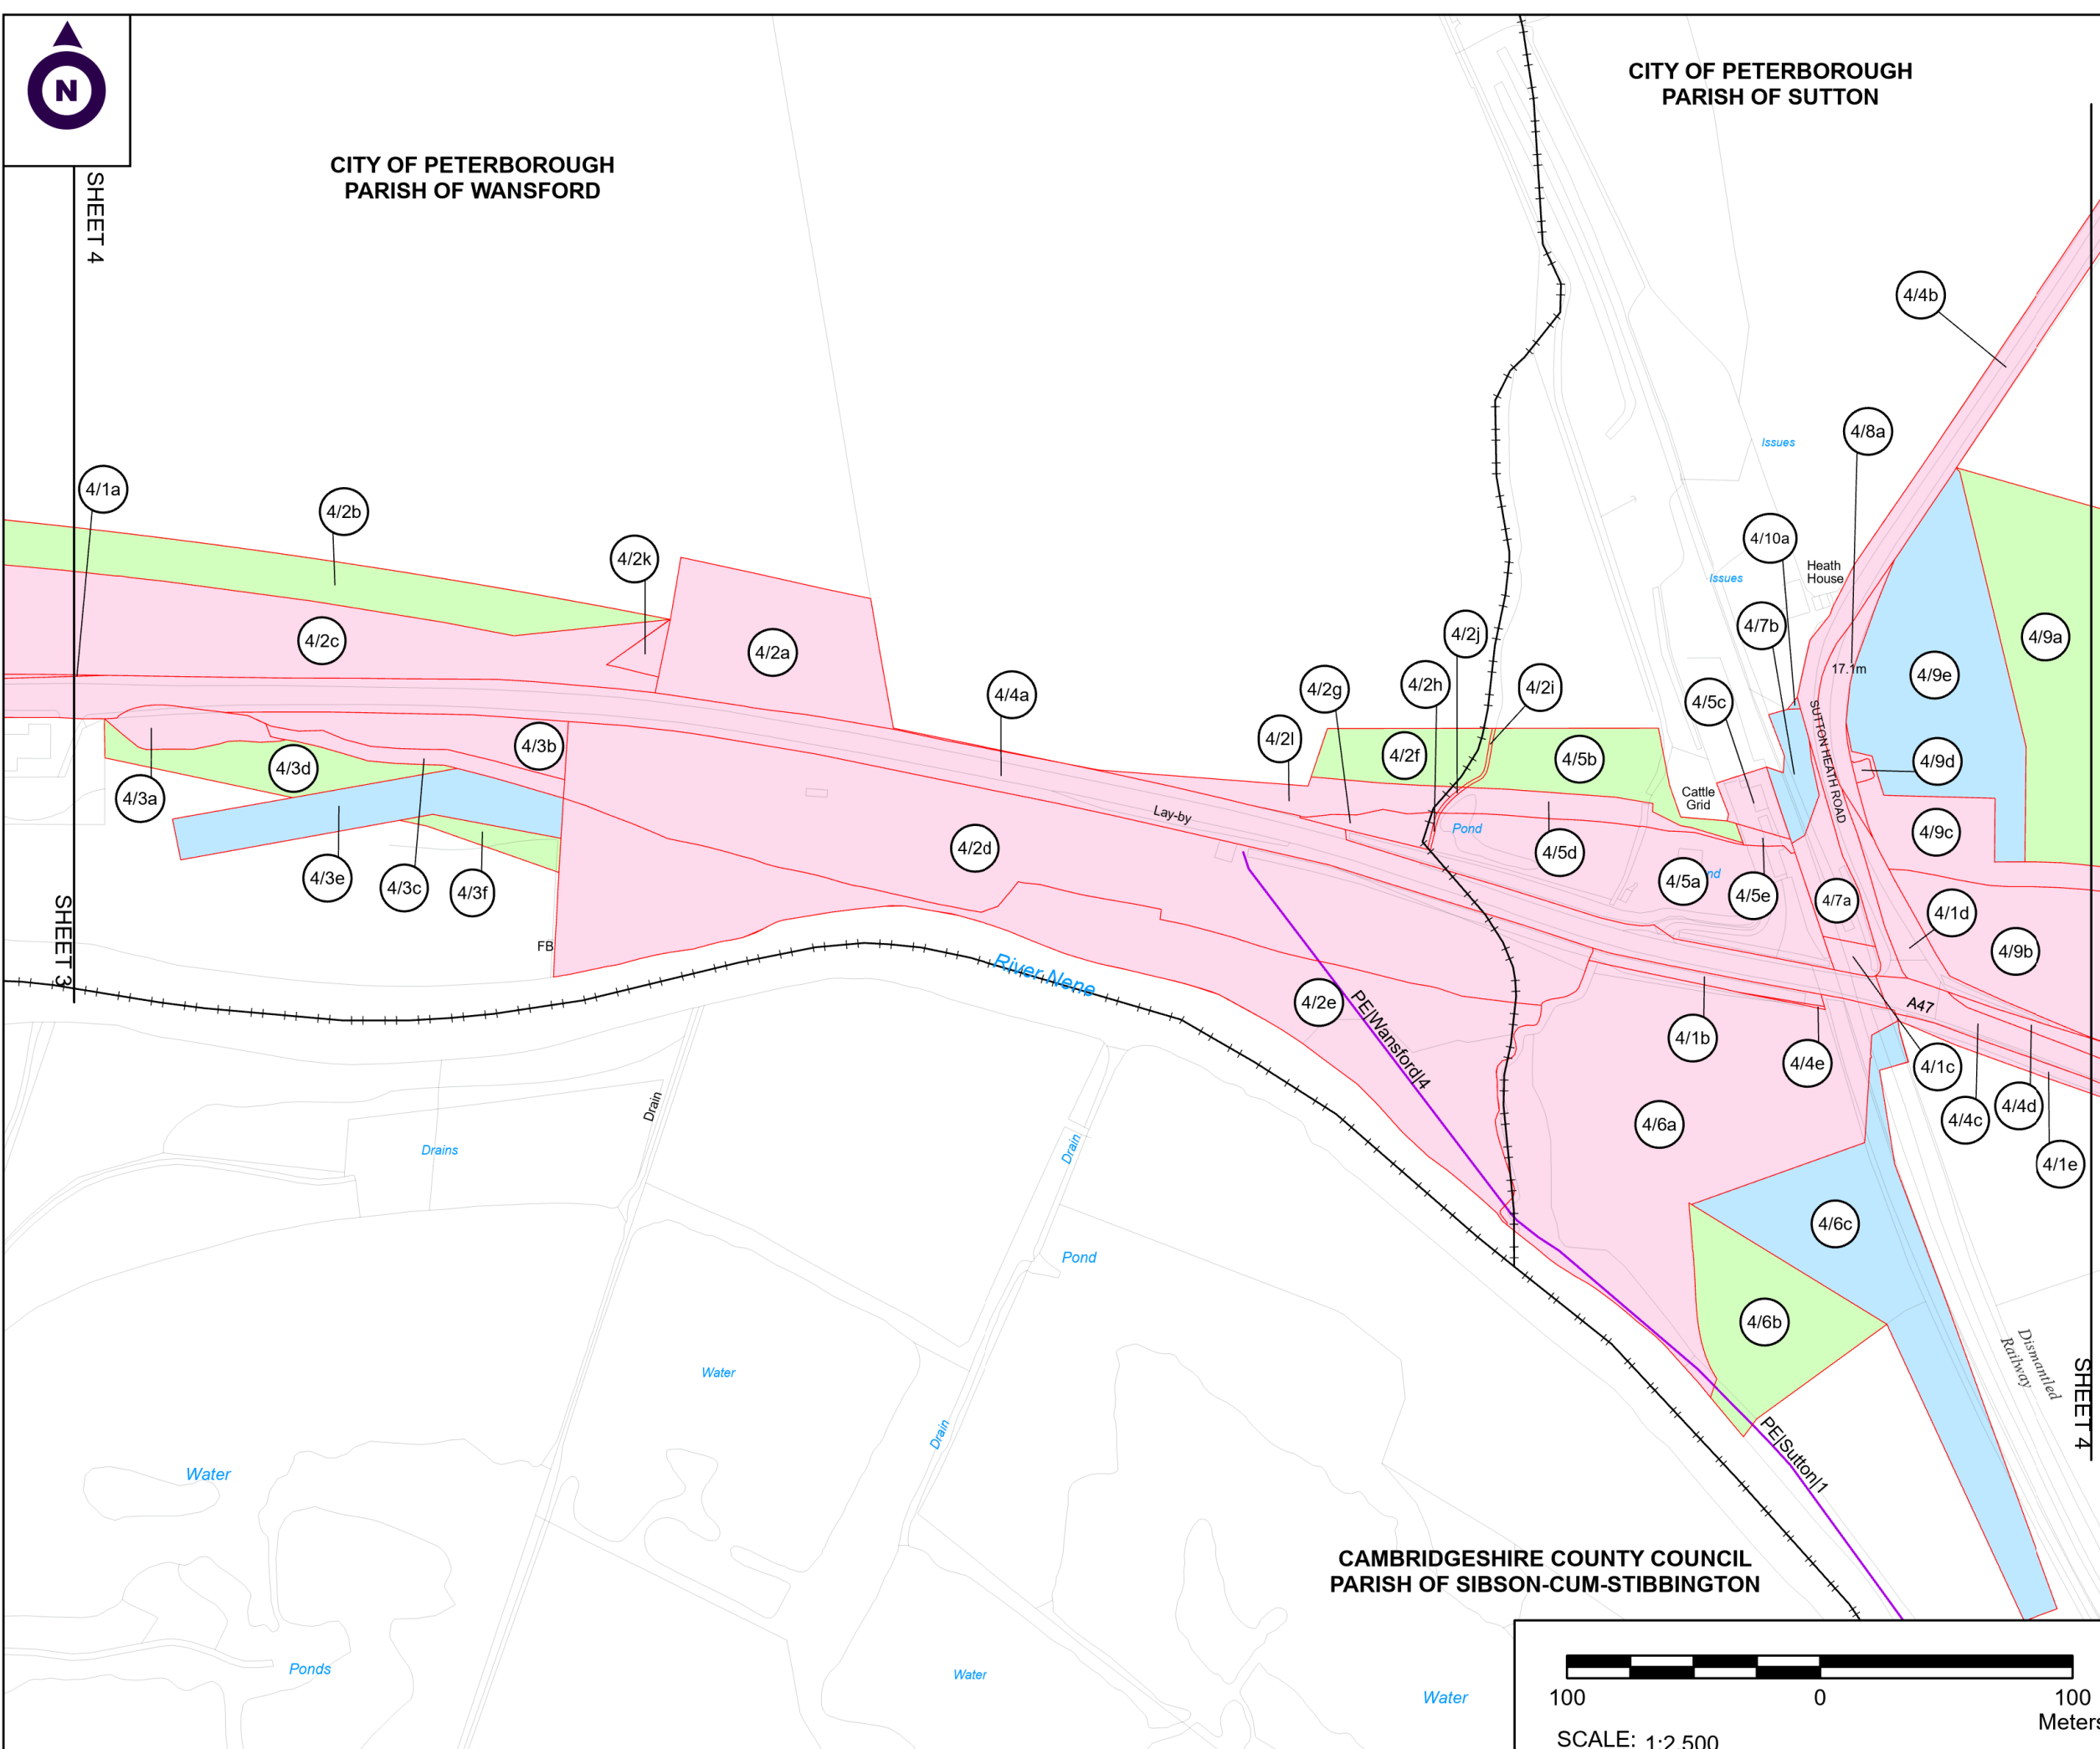 N
CITY OF PETERBOROUGH
PARISH OF SUTTON
CITY OF PETERBOROUGH
PARISH OF WANSFORD
SHEET 4
4/4b
4/8a
Issues
4/1a
4/2b
4/10a
4/2k
Heath
House
Issues
4/7b
4/2j
4/9a
4/2c
4/2a
17.1m
4/9e
4/4a
4/2g
4/2h
4/2i
4/5c
SUTTON HEATH ROAD
4/3b
4/2l
4/2f
4/5b
4/9d
4/3d
4/3a
Cattle
Grid
Lay-by
Pond
4/9c
4/2d
4/5d
4/3e
4/3c
4/3f
4/5a
nd
4/5e
4/7a
4/1d
SHEET 3
FB
4/9b
River Nene
4/2e
PE|Wansford|4
A47
4/1b
4/4e
4/1c
4/4c
4/4d
4/1e
Drain
Drains
Drain
4/6a
4/6c
Pond
4/6b
Dismantled
Railway
Water
SHEET 4
Drain
PE|Sutton|1
Water
CAMBRIDGESHIRE COUNTY COUNCIL
PARISH OF SIBSON-CUM-STIBBINGTON
Ponds
Water
Water
100 0 100
Meters
SCALE: 1:2,500